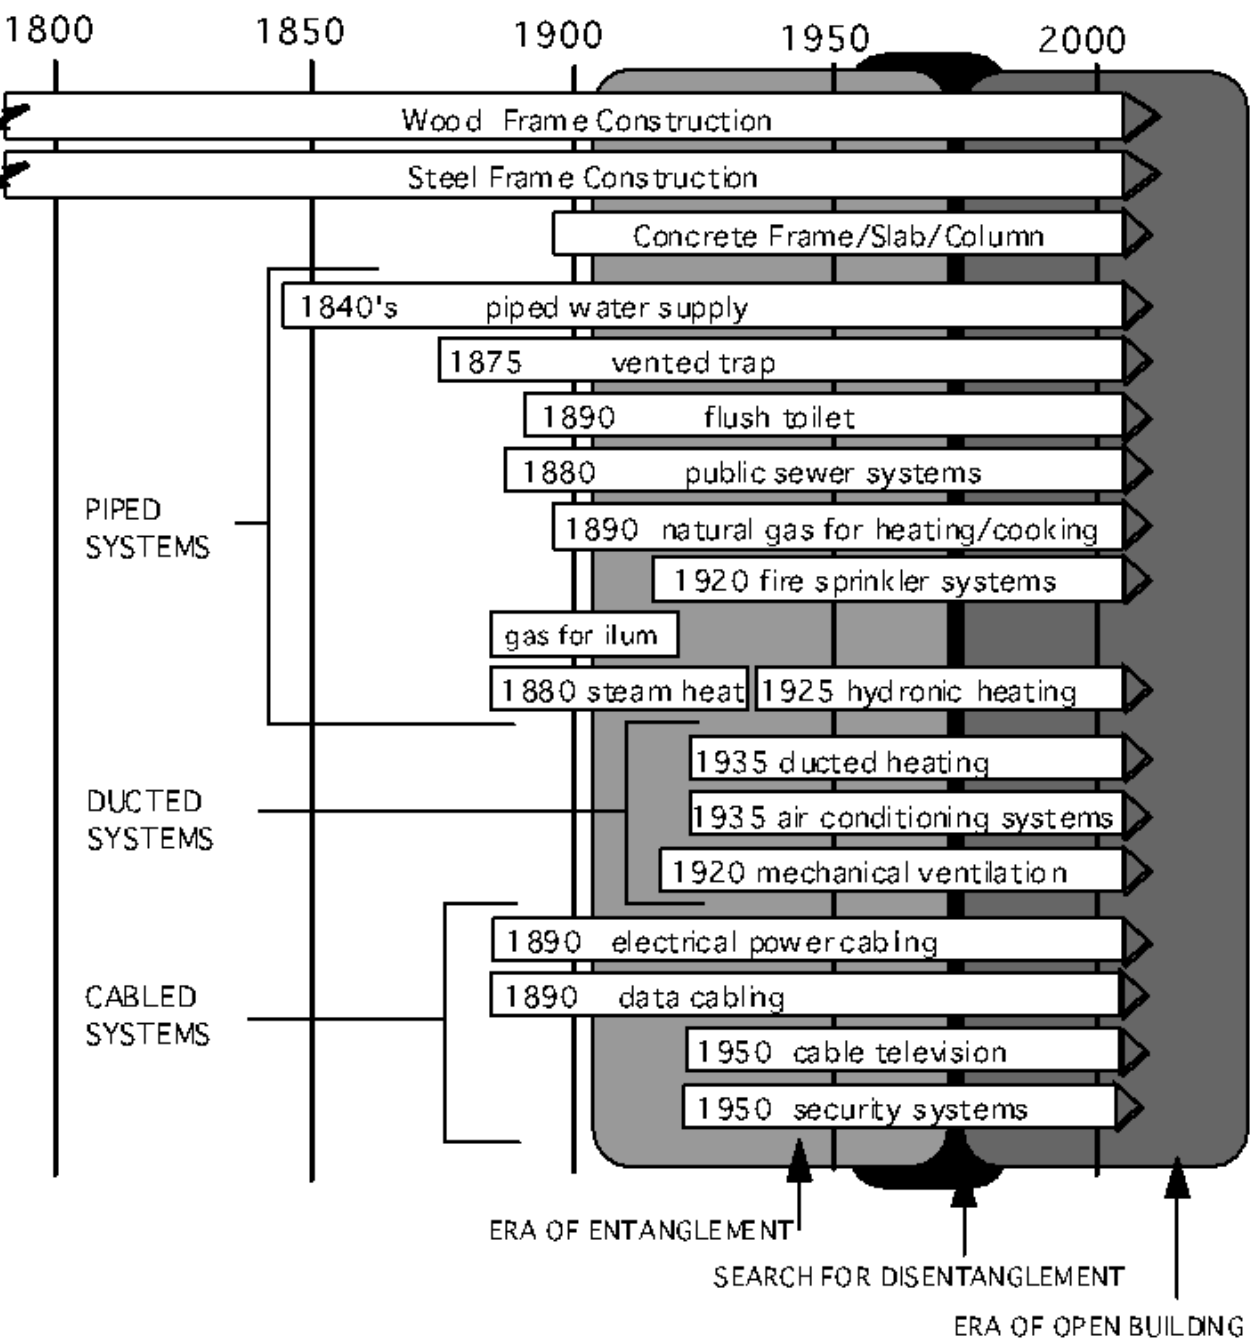 1800 1850 1900 1950 2000
Wood Frame Construction
Steel Frame Construction
Concrete Frame/Slab/Column
1840's piped water supply
1875 vented trap
1890 flush toilet
1880 public sewer systems
PIPED
SYSTEMS
1890 natural gas for heating/cooking
1920 fire sprinkler systems
gas for ilum
1880 steam heat 1925 hydronic heating
1935 ducted heating
DUCTED
SYSTEMS
1935 air conditioning systems
1920 mechanical ventilation
1890 electrical power cabling
CABLED
SYSTEMS
1890 data cabling
1950 cable television
1950 security systems
ERA OF ENTANGLEMENT
SEARCH FOR DISENTANGLEMENT
ERA OF OPEN BUILDING